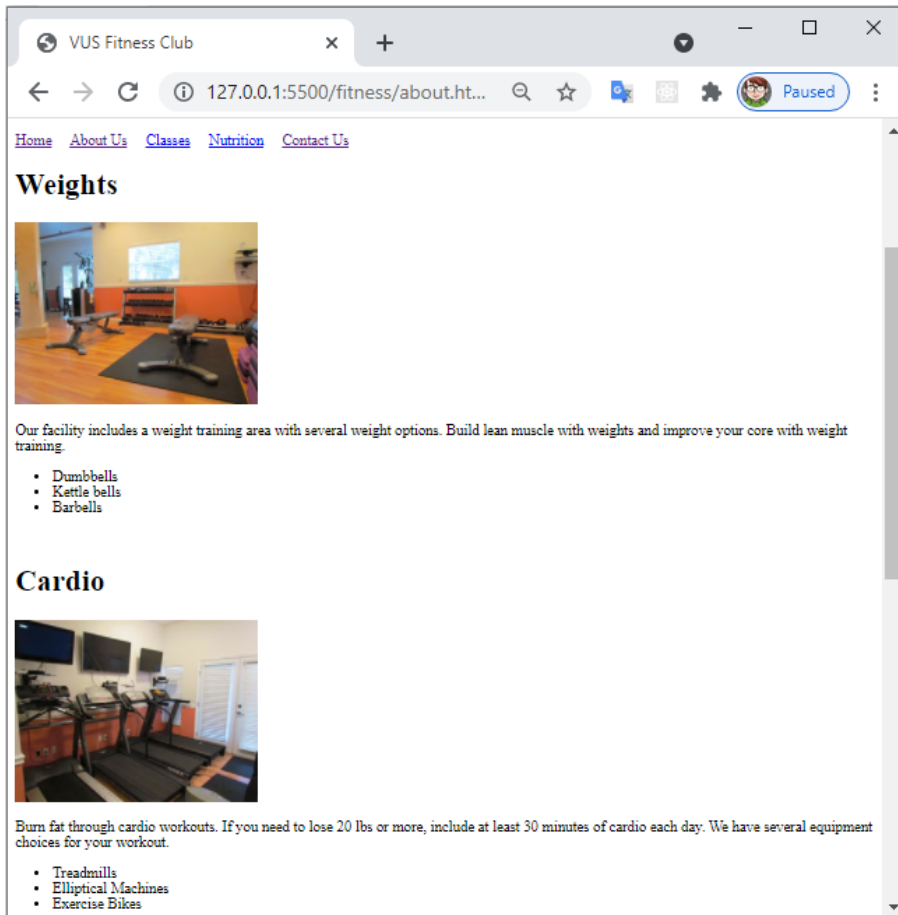 VUS Fitness Club
127.0.0.1:5500/fitness/about.ht...
Paused
Home About Us Classes Nutrition Contact Us
Weights
Our facility includes a weight training area with several weight options. Build lean muscle with weights and improve your core with weight
training.
• Dumbbells
• Kettle bells
• Barbells
Cardio
Burn fat through cardio workouts. If you need to lose 20 lbs or more, include at least 30 minutes of cardio each day. We have several equipment
choices for your workout.
• Treadmills
• Elliptical Machines
• Exercise Bikes